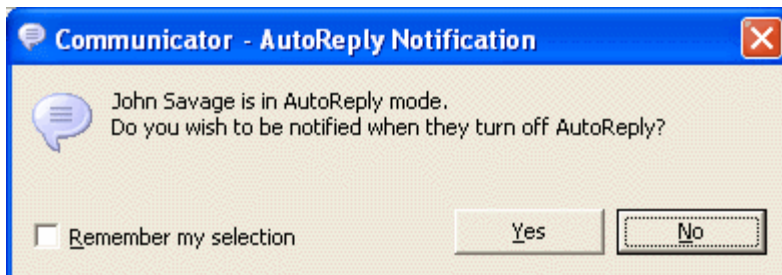 Communicator - AutoReply Notification
John Savage is in AutoReply mode.
Do you wish to be notified when they turn off AutoReply?
Remember my selection
Yes
No